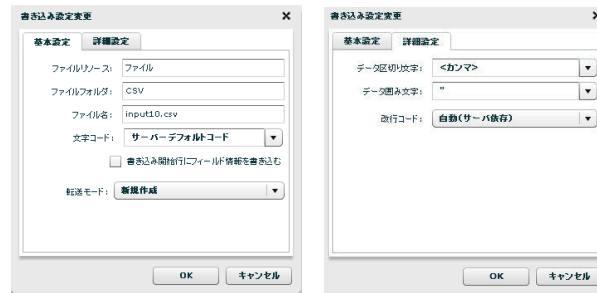 書き込み設定変更
基本設定 詳細設定
ファイルリソース: ファイル
ファイルフォルダ: CSV
ファイル名: input10.csv
文字コード: サーバーデフォルトコード
書き込み開始行にフィールド情報を書き込む
転送モード: 新規作成
OK キャンセル
書き込み設定変更
基本設定 詳細設定
データ区切り文字: <カンマ>
データ囲み文字: "
改行コード: 自動(サーバ依存)
OK キャンセル